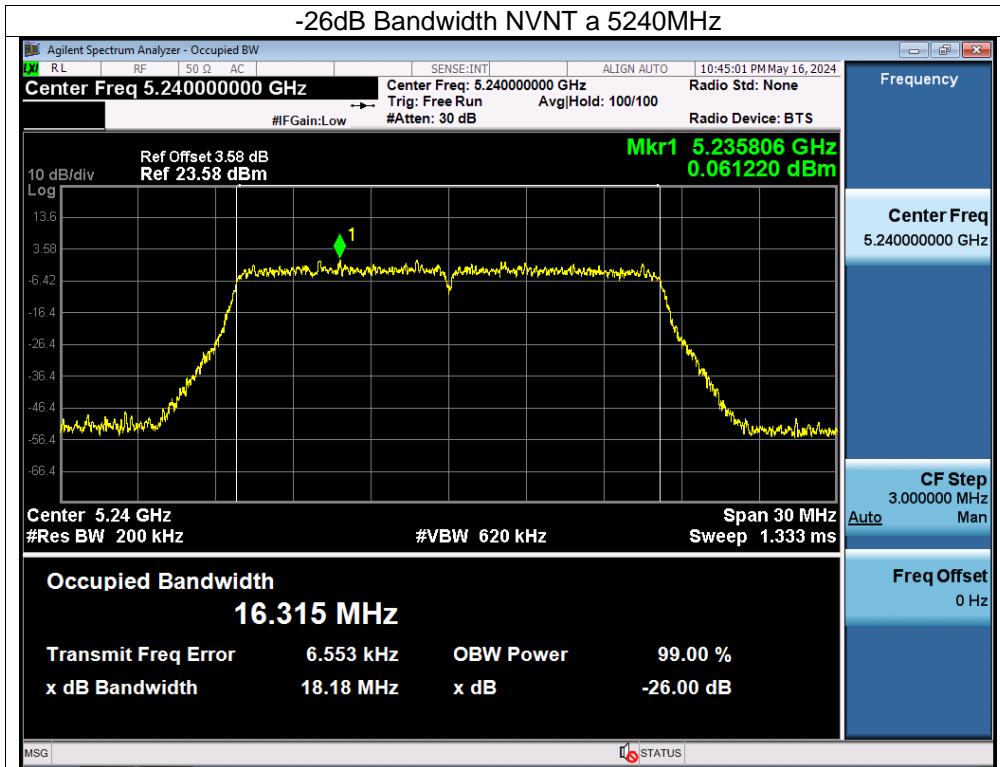 -26dB Bandwidth NVNT a 5240MHz
Agilent Spectrum Analyzer - Occupied BW
LXI RL RF 50 Ω AC SENSE:INT ALIGN AUTO 10:45:01 PM May 16, 2024
Center Freq 5.240000000 GHz
Center Freq: 5.240000000 GHz Radio Std: None
Trig: Free Run Avg|Hold: 100/100
#IFGain:Low #Atten: 30 dB Radio Device: BTS
Mkr1 5.235806 GHz
0.061220 dBm
Ref Offset 3.58 dB
10 dB/div Ref 23.58 dBm
Log
13.6
1
3.58
-6.42
-16.4
-26.4
-36.4
-46.4
-56.4
-66.4
Center 5.24 GHz Span 30 MHz
#Res BW 200 kHz #VBW 620 kHz Sweep 1.333 ms
Occupied Bandwidth
16.315 MHz
Transmit Freq Error 6.553 kHz OBW Power 99.00 %
x dB Bandwidth 18.18 MHz x dB -26.00 dB
Frequency
Center Freq
5.240000000 GHz
CF Step
3.000000 MHz
Auto Man
Freq Offset
0 Hz
MSG STATUS